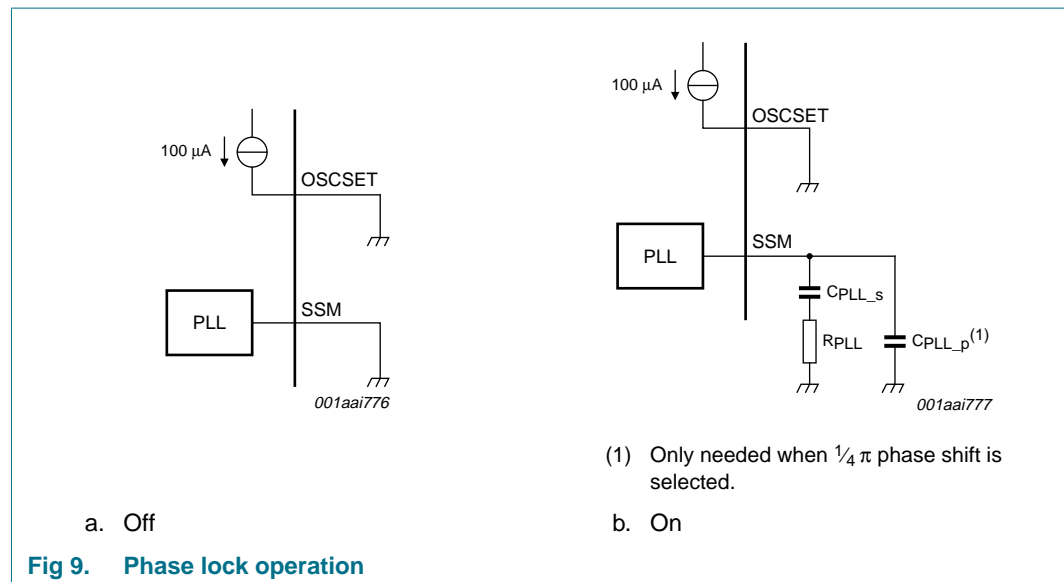 100 µA
OSCSET
PLL
SSM
001aai776
100 µA
OSCSET
PLL
SSM
CPLL_s
RPLL
CPLL_p(1)
001aai777
(1) Only needed when 1⁄4 π phase shift is
selected.
a. Off
b. On
Fig 9. Phase lock operation